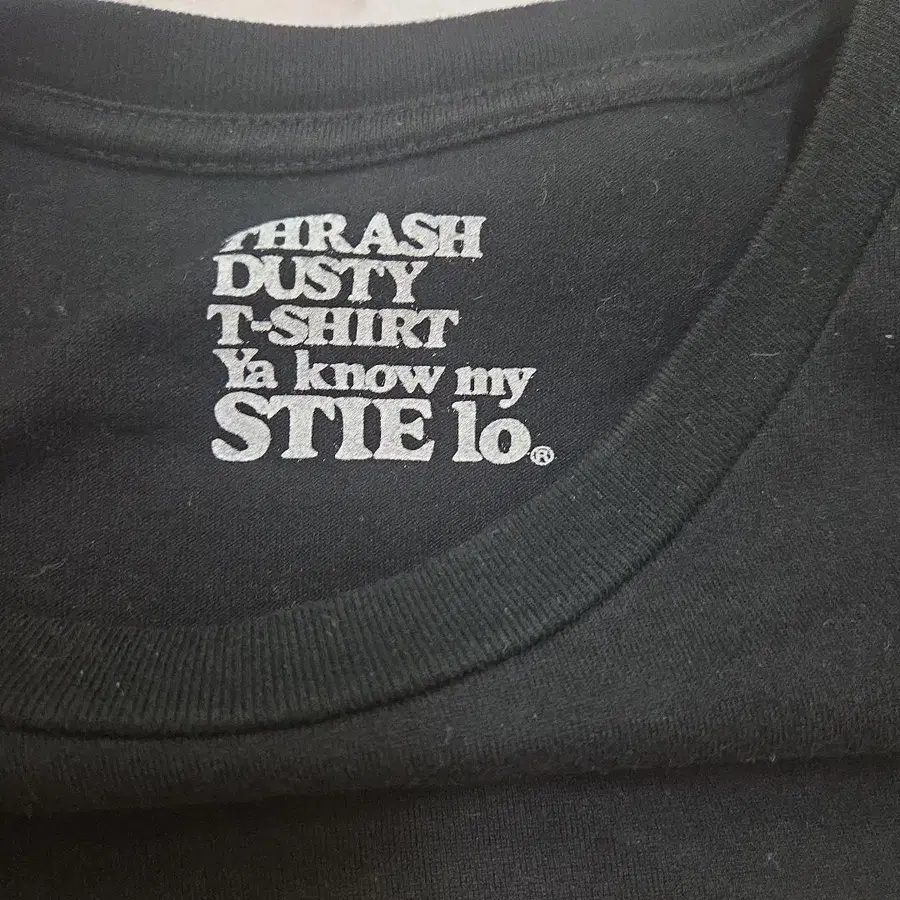 THRASH
DUSTY
T-SHIRT
Ya know my
STIE lo®